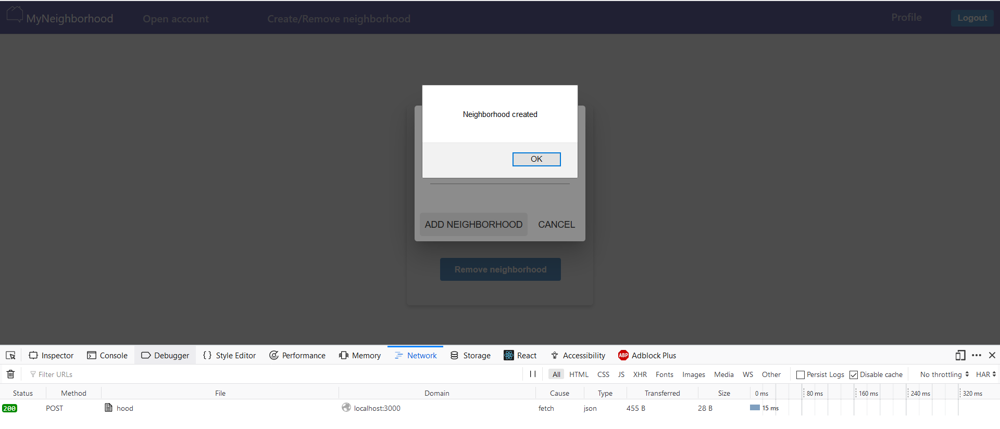 MyNeighborhood Open account Create/Remove neighborhood Profile Logout
Neighborhood created
OK
ADD NEIGHBORHOOD CANCEL
Remove neighborhood
Inspector Console Debugger Style Editor Performance Memory Network Storage React Accessibility ABP Adblock Plus
Filter URLs All HTML CSS JS XHR Fonts Images Media WS Other Persist Logs Disable cache No throttling HAR
Status Method File Domain Cause Type Transferred Size 0 ms 80 ms 160 ms 240 ms 320 ms
200 POST hood localhost:3000 fetch json 455 B 28 B 15 ms